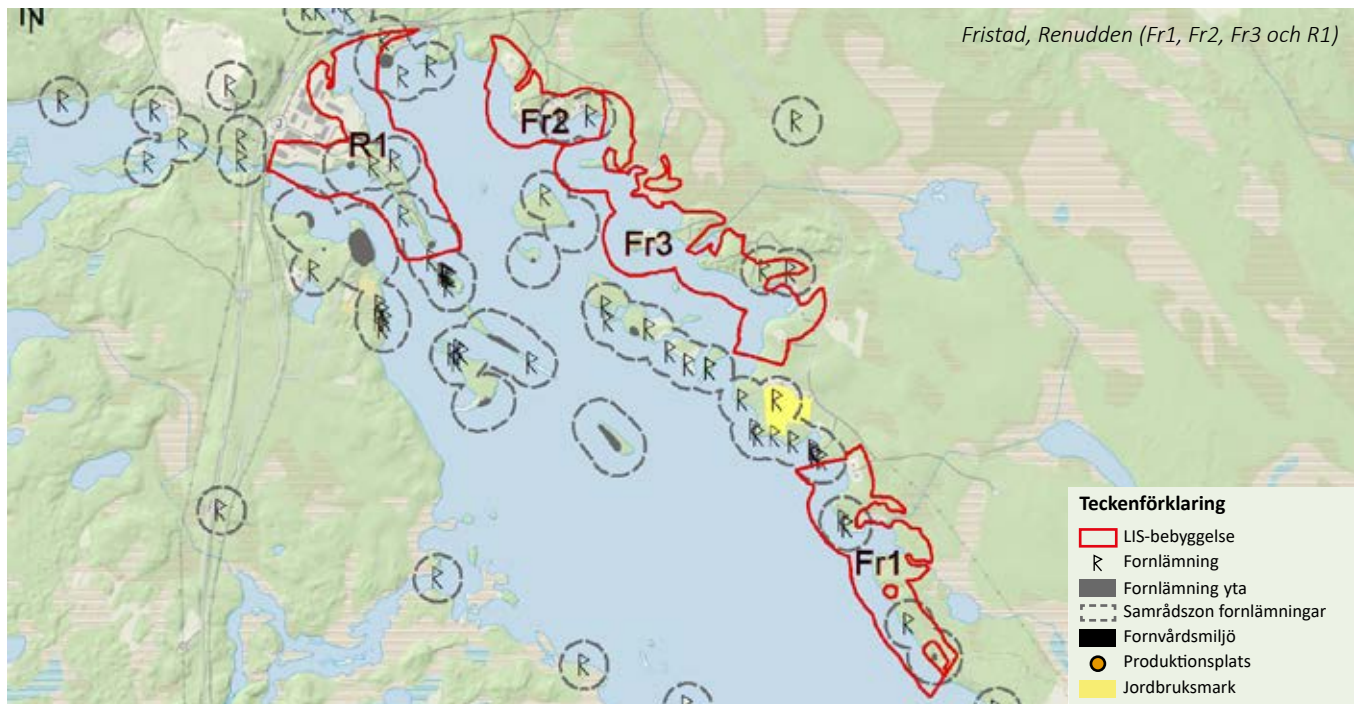 N
Fristad, Renudden (Fr1, Fr2, Fr3 och R1)
Fr2
R1
Fr3
Fr1
Teckenförklaring
LIS-bebyggelse
R Fornlämning
Fornlämning yta
Samrådszon fornlämningar
Fornvårdsmiljö
Produktionsplats
Jordbruksmark